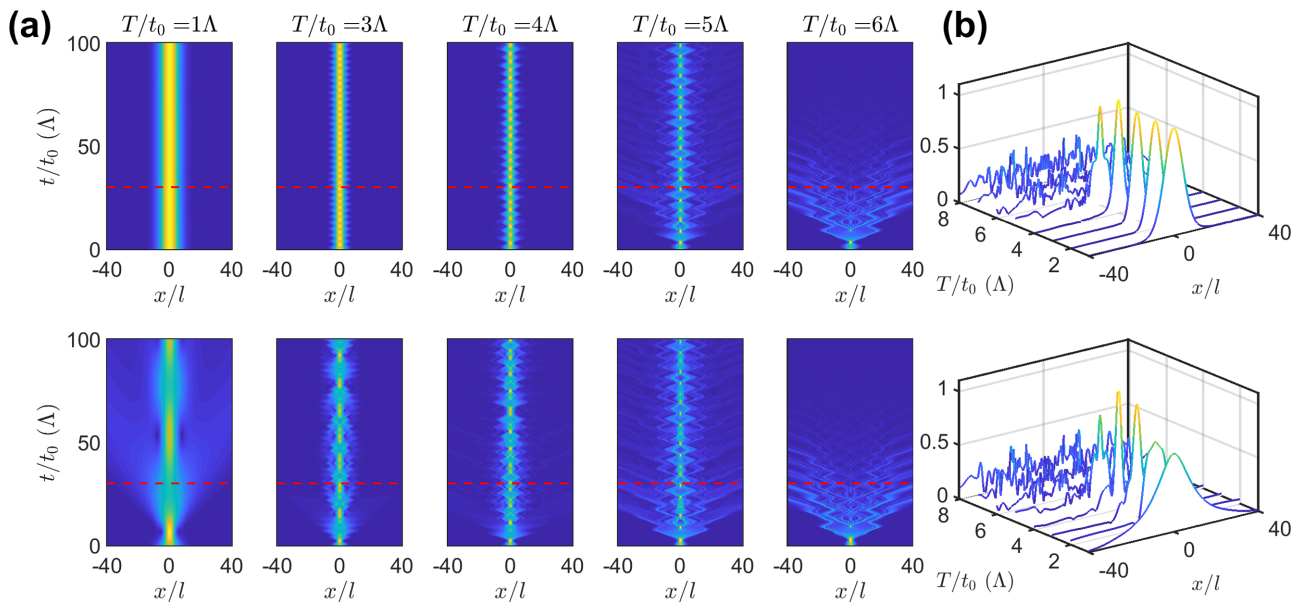 (a)
T/t₀ =1Λ T/t₀ =3Λ T/t₀ =4Λ T/t₀ =5Λ T/t₀ =6Λ
100
50
0
t/t₀ (Λ)
-40 0 40 -40 0 40 -40 0 40 -40 0 40 -40 0 40
x/l x/l x/l x/l x/l
100
50
0
t/t₀ (Λ)
-40 0 40 -40 0 40 -40 0 40 -40 0 40 -40 0 40
x/l x/l x/l x/l x/l
(b)
1
0.5
0
8 6 4 2
-40 0 40
T/t₀ (Λ) x/l
1
0.5
0
8 6 4 2
-40 0 40
T/t₀ (Λ) x/l